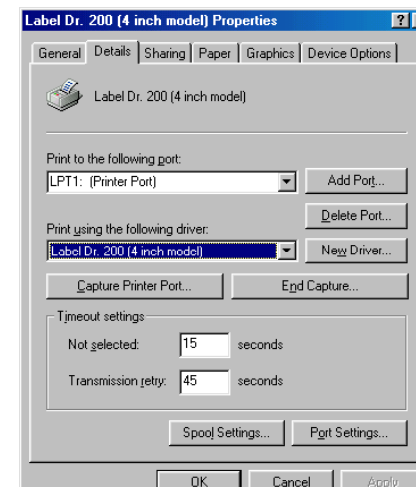 Label Dr. 200 (4 inch model) Properties ?
General Details Sharing Paper Graphics Device Options
Label Dr. 200 (4 inch model)
Print to the following port:
LPT1: (Printer Port) Add Port...
Delete Port...
Print using the following driver:
Label Dr. 200 (4 inch model) New Driver...
Capture Printer Port... End Capture...
Timeout settings
Not selected: 15 seconds
Transmission retry: 45 seconds
Spool Settings... Port Settings...
OK Cancel Apply